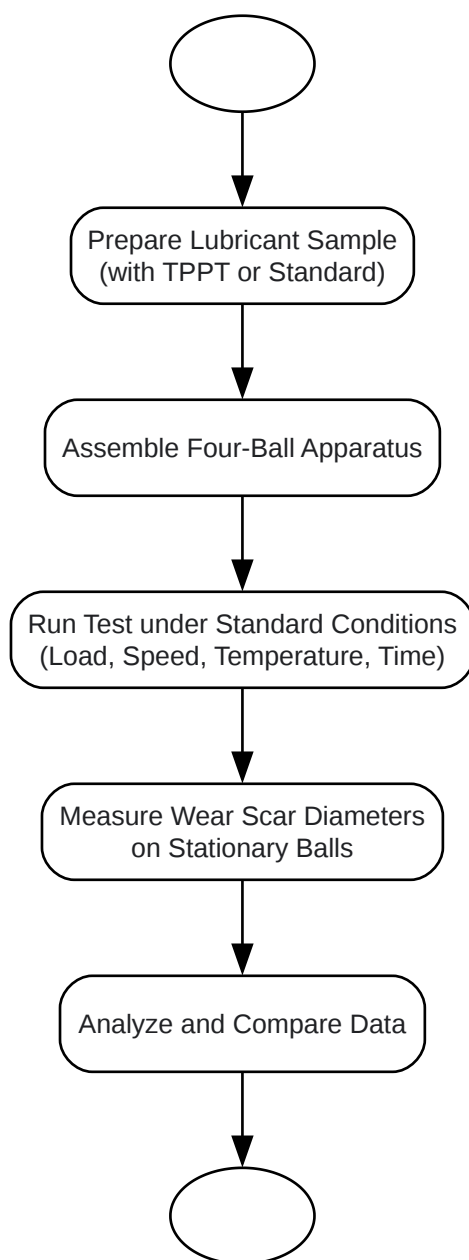 Prepare Lubricant Sample
(with TPPT or Standard)
Assemble Four-Ball Apparatus
Run Test under Standard Conditions
(Load, Speed, Temperature, Time)
Measure Wear Scar Diameters
on Stationary Balls
Analyze and Compare Data